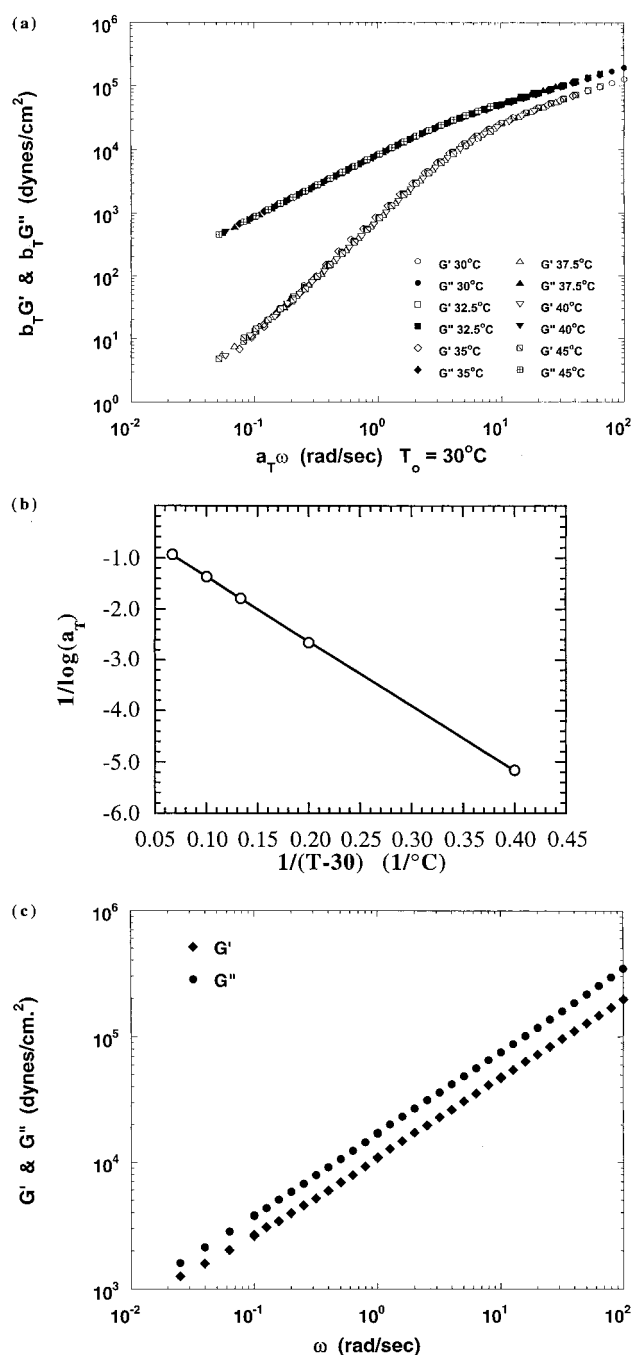 (a)
10^6
10^5
10^4
10^3
10^2
10^1
10^0
b_TG' & b_TG" (dynes/cm^2)
G' 30°C
G" 30°C
G' 32.5°C
G" 32.5°C
G' 35°C
G" 35°C
G' 37.5°C
G" 37.5°C
G' 40°C
G" 40°C
G' 45°C
G" 45°C
10^-2 10^-1 10^0 10^1 10^2
a_Tω (rad/sec) T_o = 30°C
(b)
-1.0
-2.0
-3.0
-4.0
-5.0
-6.0
1/log(a_T)
0.05 0.10 0.15 0.20 0.25 0.30 0.35 0.40 0.45
1/(T-30) (1/°C)
(c)
10^6
10^5
10^4
10^3
G' & G" (dynes/cm.^2)
G'
G"
10^-2 10^-1 10^0 10^1 10^2
ω (rad/sec)